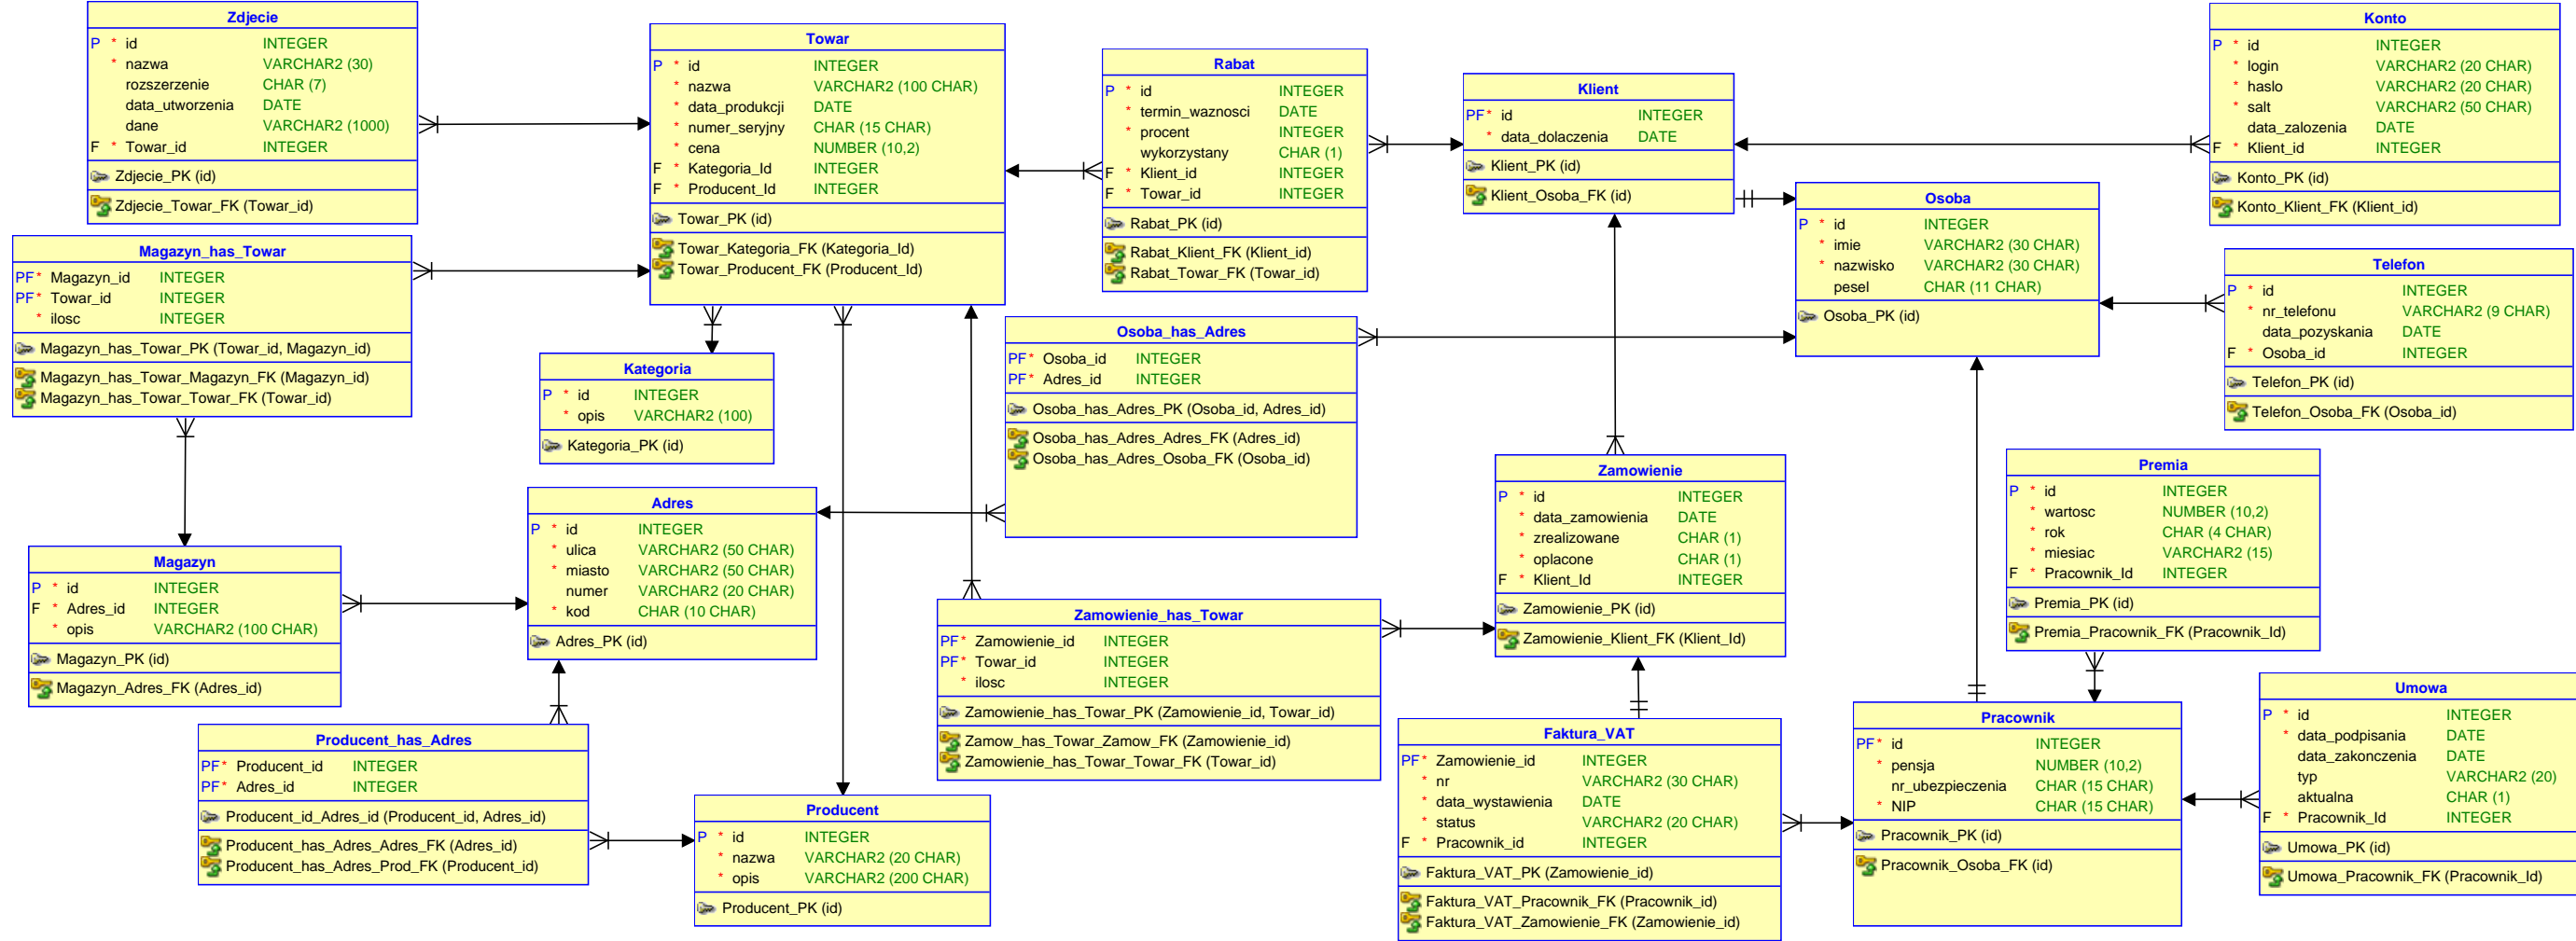 Zdjecie
P * id INTEGER
* nazwa VARCHAR2 (30)
rozszerzenie CHAR (7)
data_utworzenia DATE
dane VARCHAR2 (1000)
F * Towar_id INTEGER
Zdjecie_PK (id)
Zdjecie_Towar_FK (Towar_id)
Towar
P * id INTEGER
* nazwa VARCHAR2 (100 CHAR)
* data_produkcji DATE
* numer_seryjny CHAR (15 CHAR)
* cena NUMBER (10,2)
F * Kategoria_Id INTEGER
F * Producent_Id INTEGER
Towar_PK (id)
Towar_Kategoria_FK (Kategoria_Id)
Towar_Producent_FK (Producent_Id)
Rabat
P * id INTEGER
* termin_waznosci DATE
* procent INTEGER
wykorzystany CHAR (1)
F * Klient_id INTEGER
F * Towar_id INTEGER
Rabat_PK (id)
Rabat_Klient_FK (Klient_id)
Rabat_Towar_FK (Towar_id)
Klient
PF * id INTEGER
* data_dolaczenia DATE
Klient_PK (id)
Klient_Osoba_FK (id)
Konto
P * id INTEGER
* login VARCHAR2 (20 CHAR)
* haslo VARCHAR2 (20 CHAR)
* salt VARCHAR2 (50 CHAR)
data_zalozenia DATE
F * Klient_id INTEGER
Konto_PK (id)
Konto_Klient_FK (Klient_id)
Osoba
P * id INTEGER
* imie VARCHAR2 (30 CHAR)
* nazwisko VARCHAR2 (30 CHAR)
pesel CHAR (11 CHAR)
Osoba_PK (id)
Magazyn_has_Towar
PF * Magazyn_id INTEGER
PF * Towar_id INTEGER
* ilosc INTEGER
Magazyn_has_Towar_PK (Towar_id, Magazyn_id)
Magazyn_has_Towar_Magazyn_FK (Magazyn_id)
Magazyn_has_Towar_Towar_FK (Towar_id)
Telefon
P * id INTEGER
* nr_telefonu VARCHAR2 (9 CHAR)
data_pozyskania DATE
F * Osoba_id INTEGER
Telefon_PK (id)
Telefon_Osoba_FK (Osoba_id)
Osoba_has_Adres
PF * Osoba_id INTEGER
PF * Adres_id INTEGER
Osoba_has_Adres_PK (Osoba_id, Adres_id)
Osoba_has_Adres_Adres_FK (Adres_id)
Osoba_has_Adres_Osoba_FK (Osoba_id)
Kategoria
P * id INTEGER
* opis VARCHAR2 (100)
Kategoria_PK (id)
Zamowienie
P * id INTEGER
* data_zamowienia DATE
* zrealizowane CHAR (1)
* oplacone CHAR (1)
F * Klient_Id INTEGER
Zamowienie_PK (id)
Zamowienie_Klient_FK (Klient_Id)
Premia
P * id INTEGER
* wartosc NUMBER (10,2)
* rok CHAR (4 CHAR)
* miesiac VARCHAR2 (15)
F * Pracownik_Id INTEGER
Premia_PK (id)
Premia_Pracownik_FK (Pracownik_Id)
Adres
P * id INTEGER
* ulica VARCHAR2 (50 CHAR)
* miasto VARCHAR2 (50 CHAR)
numer VARCHAR2 (20 CHAR)
* kod CHAR (10 CHAR)
Adres_PK (id)
Magazyn
P * id INTEGER
F * Adres_id INTEGER
* opis VARCHAR2 (100 CHAR)
Magazyn_PK (id)
Magazyn_Adres_FK (Adres_id)
Zamowienie_has_Towar
PF * Zamowienie_id INTEGER
PF * Towar_id INTEGER
* ilosc INTEGER
Zamowienie_has_Towar_PK (Zamowienie_id, Towar_id)
Zamow_has_Towar_Zamow_FK (Zamowienie_id)
Zamowienie_has_Towar_Towar_FK (Towar_id)
Umowa
P * id INTEGER
* data_podpisania DATE
data_zakonczenia DATE
typ VARCHAR2 (20)
aktualna CHAR (1)
F * Pracownik_Id INTEGER
Umowa_PK (id)
Umowa_Pracownik_FK (Pracownik_Id)
Pracownik
PF * id INTEGER
* pensja NUMBER (10,2)
nr_ubezpieczenia CHAR (15 CHAR)
* NIP CHAR (15 CHAR)
Pracownik_PK (id)
Pracownik_Osoba_FK (id)
Faktura_VAT
PF * Zamowienie_id INTEGER
* nr VARCHAR2 (30 CHAR)
* data_wystawienia DATE
* status VARCHAR2 (20 CHAR)
F * Pracownik_id INTEGER
Faktura_VAT_PK (Zamowienie_id)
Faktura_VAT_Pracownik_FK (Pracownik_id)
Faktura_VAT_Zamowienie_FK (Zamowienie_id)
Producent_has_Adres
PF * Producent_id INTEGER
PF * Adres_id INTEGER
Producent_id_Adres_id (Producent_id, Adres_id)
Producent_has_Adres_Adres_FK (Adres_id)
Producent_has_Adres_Prod_FK (Producent_id)
Producent
P * id INTEGER
* nazwa VARCHAR2 (20 CHAR)
* opis VARCHAR2 (200 CHAR)
Producent_PK (id)